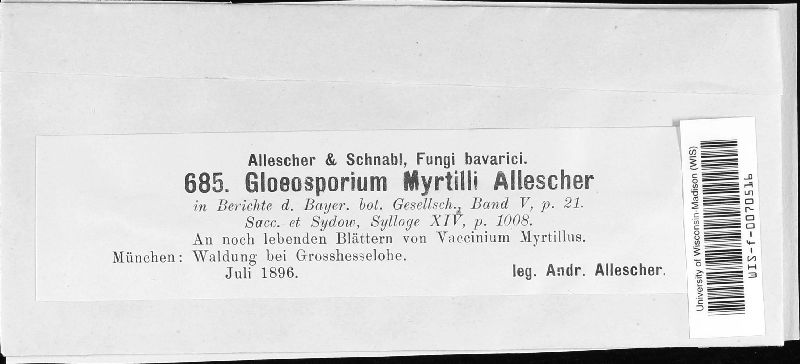 Allescher & Schnabl, Fungi bavarici.
685. Gloeosporium Myrtilli Allescher
in Berichte d. Bayer. bot. Gesellsch., Band V, p. 21.
Sacc. et Sydow, Sylloge XIV, p. 1008.
An noch lebenden Blättern von Vaccinium Myrtillus.
München: Waldung bei Grosshesselohe.
Juli 1896. leg. Andr. Allescher.
University of Wisconsin-Madison (WIS)
WIS-f-0070516